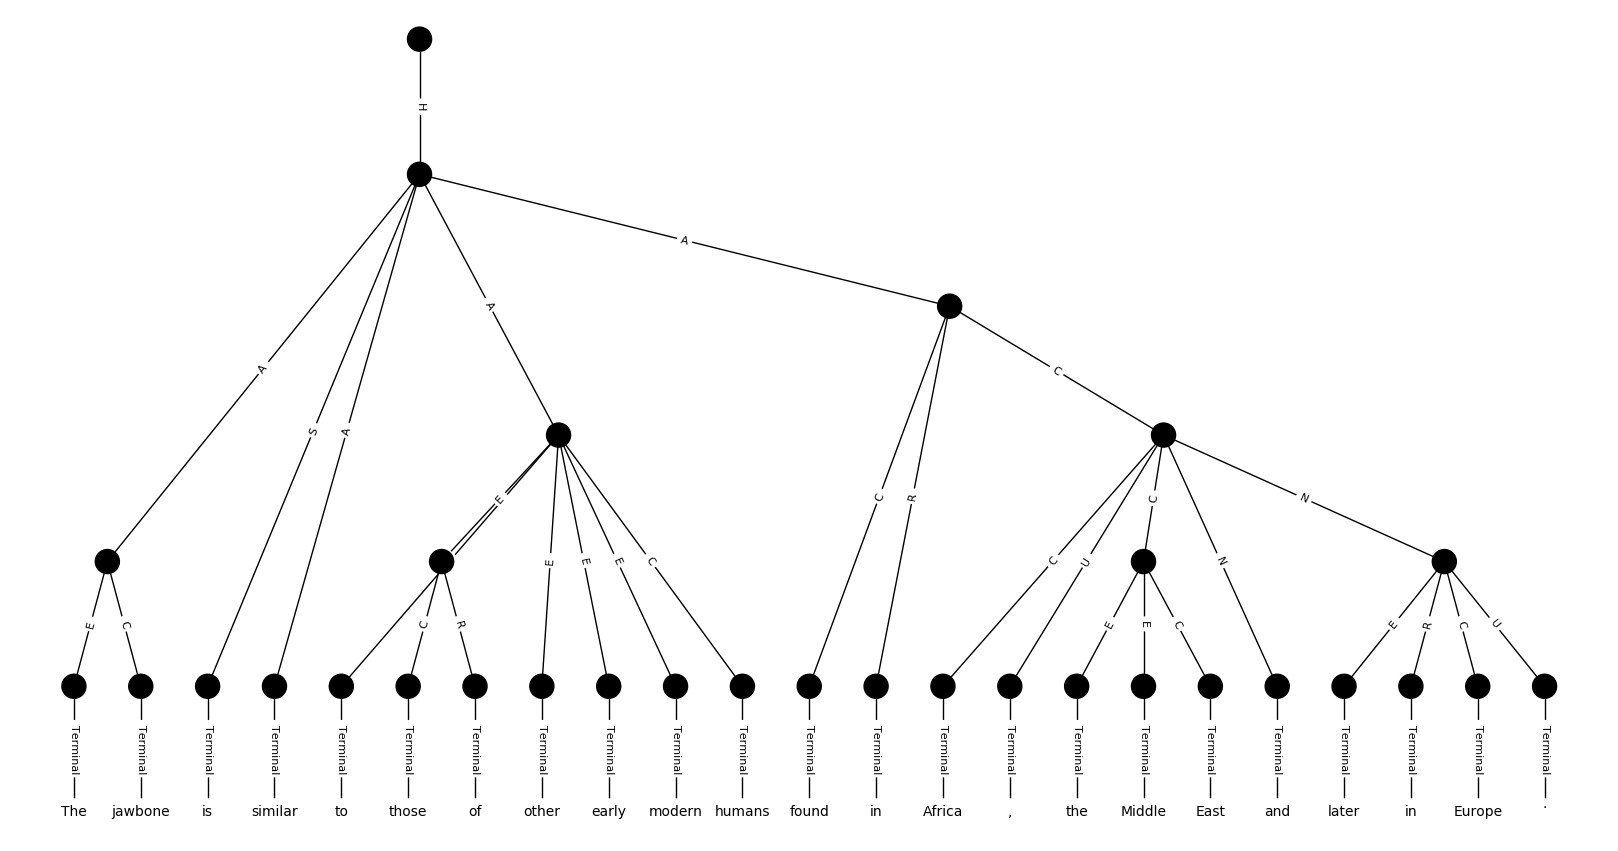 H
A
A
A
S
A
C
E
C
R
C
N
E
E
E
C
C
U
N
E
C
C
R
E
E
C
E
R
C
U
Terminal Terminal Terminal Terminal Terminal Terminal Terminal Terminal Terminal Terminal Terminal Terminal Terminal Terminal Terminal Terminal Terminal Terminal Terminal Terminal Terminal Terminal Terminal
The jawbone is similar to those of other early modern humans found in Africa , the Middle East and later in Europe .